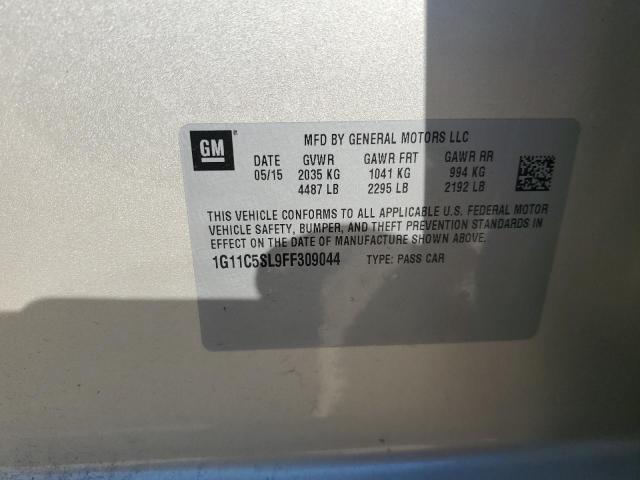 GM
MFD BY GENERAL MOTORS LLC
DATE GVWR GAWR FRT GAWR RR
05/15 2035 KG 1041 KG 994 KG
4487 LB 2295 LB 2192 LB
THIS VEHICLE CONFORMS TO ALL APPLICABLE U.S. FEDERAL MOTOR
VEHICLE SAFETY, BUMPER, AND THEFT PREVENTION STANDARDS IN
EFFECT ON THE DATE OF MANUFACTURE SHOWN ABOVE.
1G11C5SL9FF309044 TYPE: PASS CAR